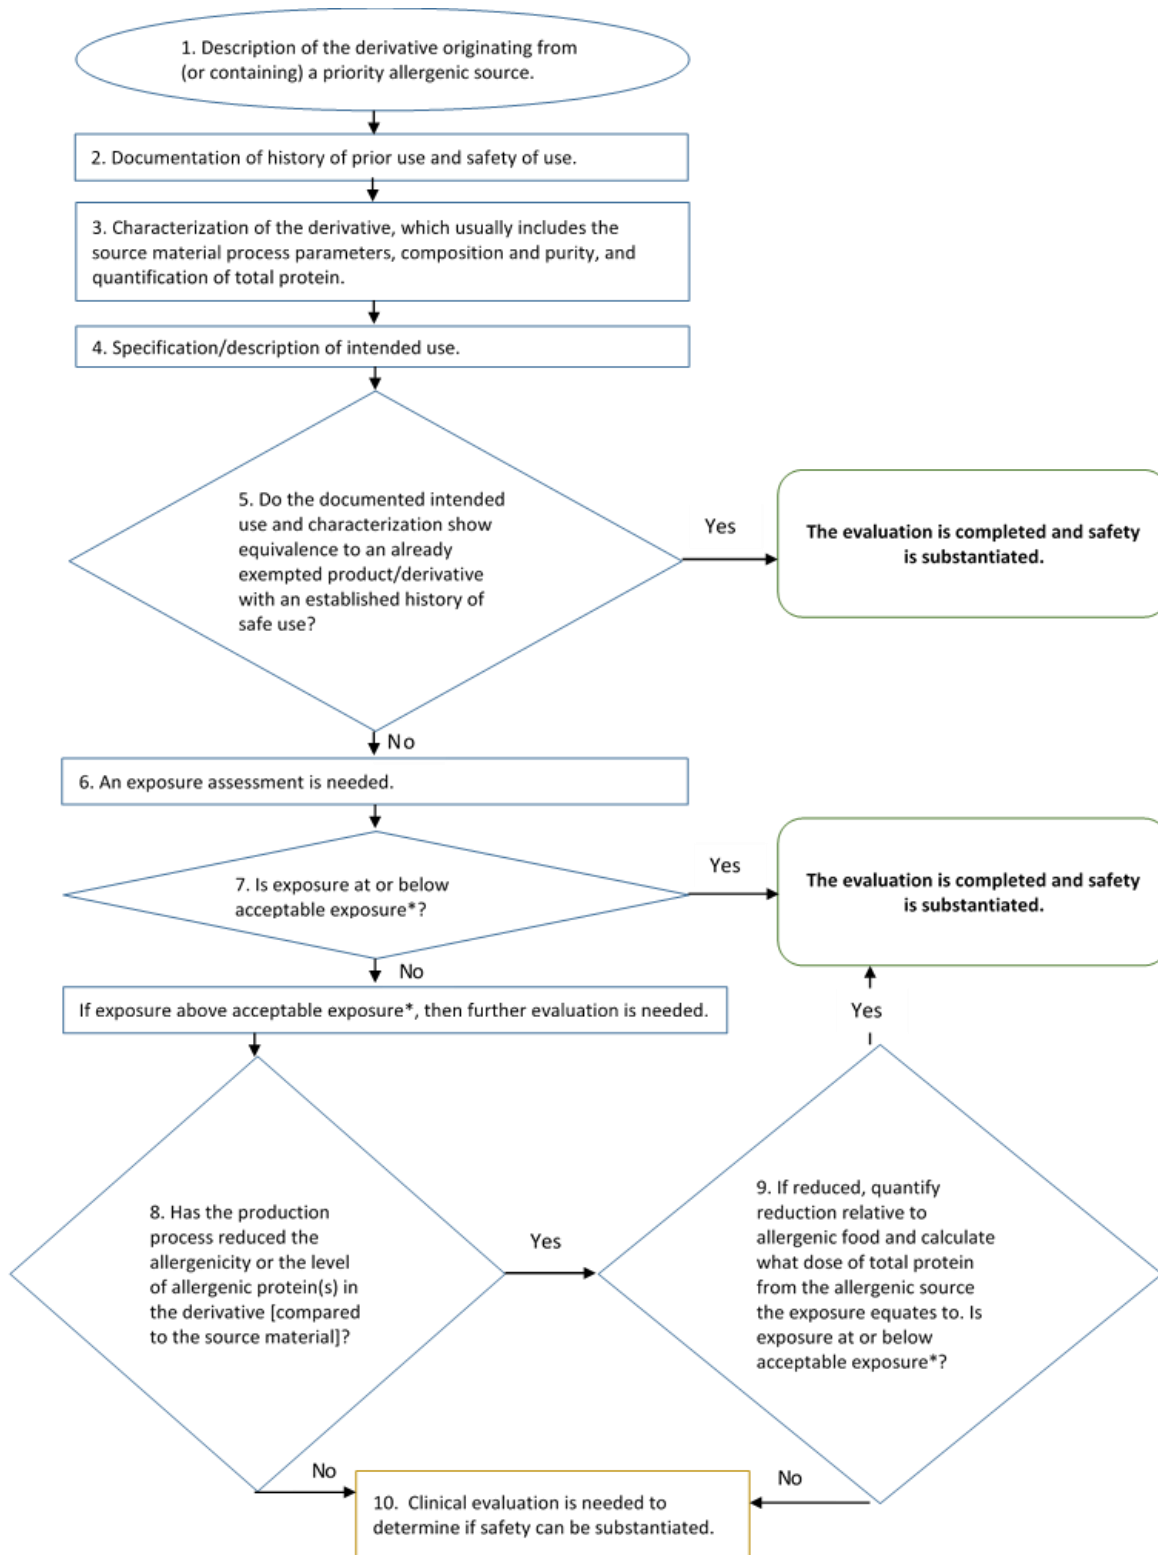 1. Description of the derivative originating from
(or containing) a priority allergenic source.
2. Documentation of history of prior use and safety of use.
3. Characterization of the derivative, which usually includes the
source material process parameters, composition and purity, and
quantification of total protein.
4. Specification/description of intended use.
5. Do the documented intended
use and characterization show
equivalence to an already
exempted product/derivative
with an established history of
safe use?
Yes
The evaluation is completed and safety
is substantiated.
No
6. An exposure assessment is needed.
7. Is exposure at or below
acceptable exposure*?
Yes
The evaluation is completed and safety
is substantiated.
No
If exposure above acceptable exposure*, then further evaluation is needed.
Yes
8. Has the production
process reduced the
allergenicity or the level
of allergenic protein(s) in
the derivative [compared
to the source material]?
Yes
9. If reduced, quantify
reduction relative to
allergenic food and calculate
what dose of total protein
from the allergenic source
the exposure equates to. Is
exposure at or below
acceptable exposure*?
No
No
10. Clinical evaluation is needed to
determine if safety can be substantiated.